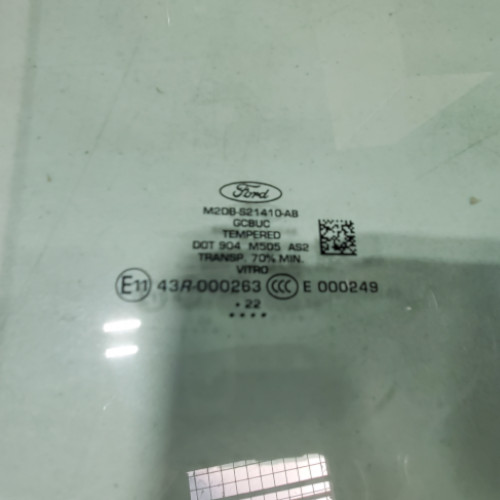 Ford
M2DB-S21410-AB
GCBUC
TEMPERED
DOT 904 M505 AS2
TRANSP. 70% MIN.
VITRO
E11 43R-000263 CCC E 000249
. 22
....